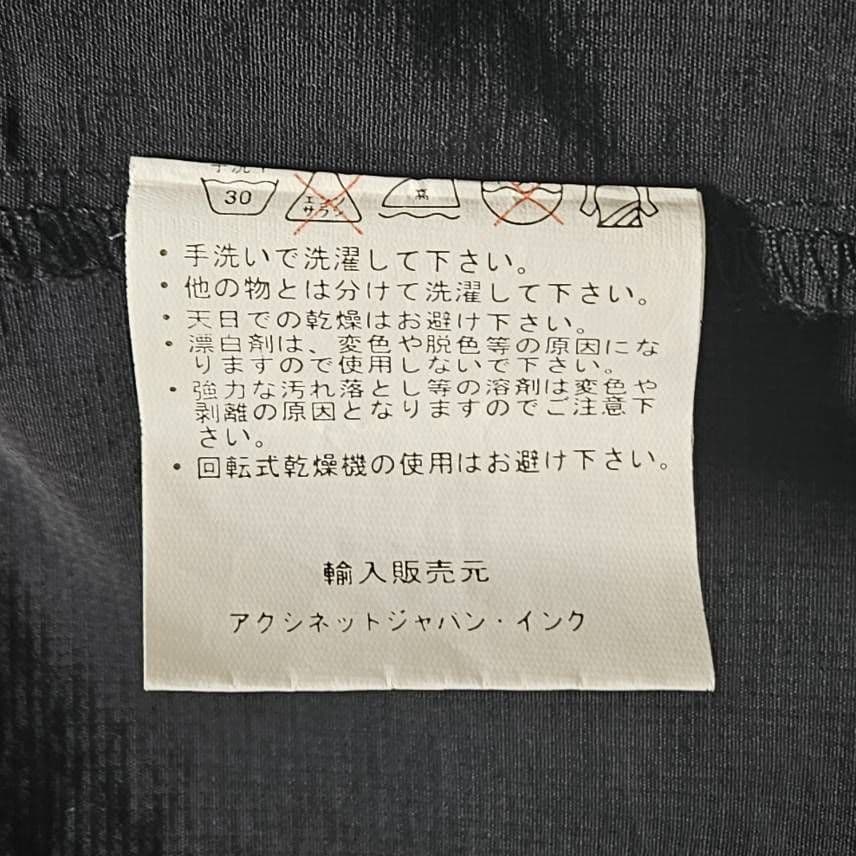 手洗イ
30
エンソ
サラシ
高
・手洗いで洗濯して下さい。
・他の物とは分けて洗濯して下さい。
・天日での乾燥はお避け下さい。
・漂白剤は、変色や脱色等の原因にな
りますので使用しないで下さい。
・強力な汚れ落とし等の溶剤は変色や
剥離の原因となりますのでご注意下
さい。
・回転式乾燥機の使用はお避け下さい。
輸入販売元
アクシネットジャパン・インク